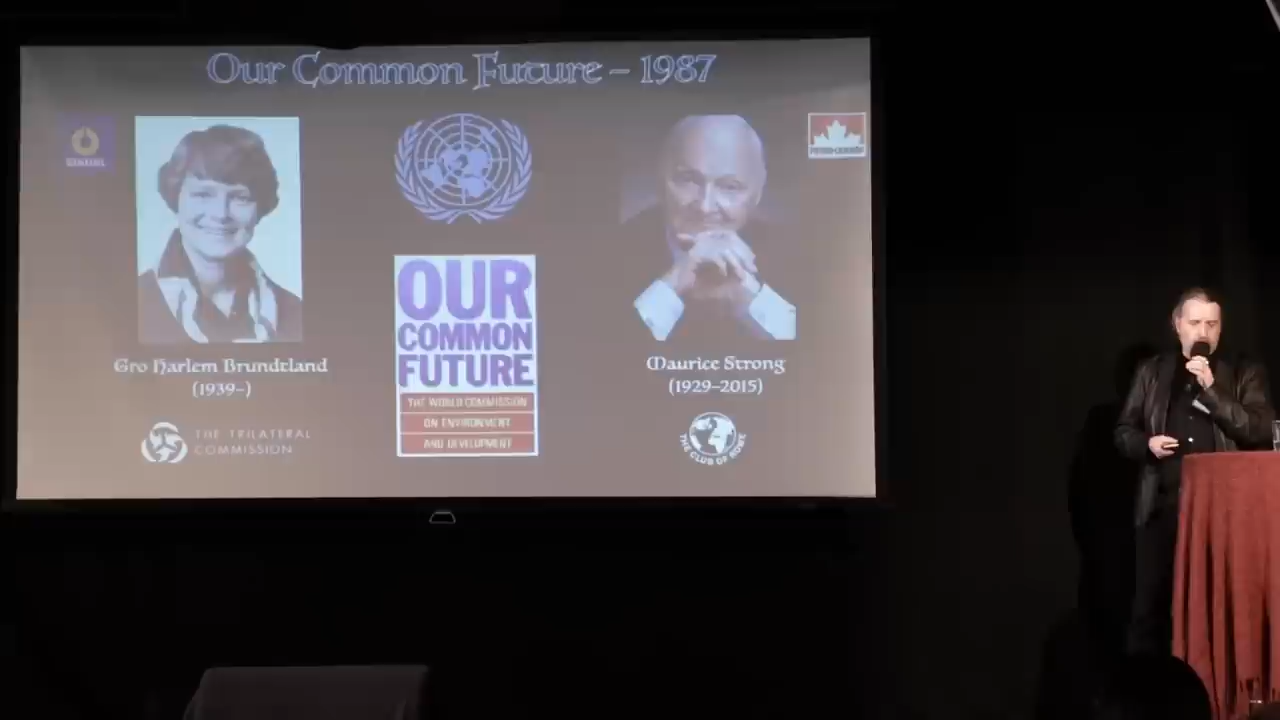 Our Common Future – 1987
OUR
COMMON
FUTURE
THE WORLD COMMISSION
ON ENVIRONMENT
AND DEVELOPMENT
Gro Harlem Brundtland
(1939–)
THE TRILATERAL
COMMISSION
Maurice Strong
(1929–2015)
THE CLUB OF ROME